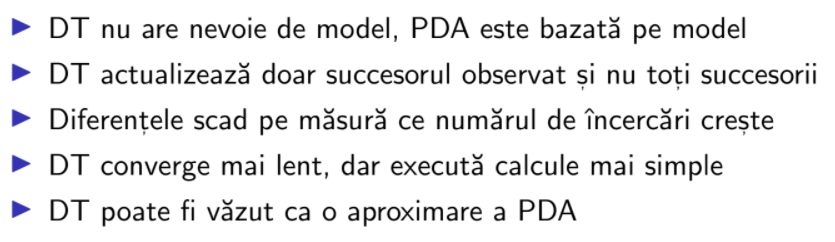 DT nu are nevoie de model, PDA este bazată pe model
DT actualizează doar succesorul observat și nu toți succesorii
Diferențele scad pe măsură ce numărul de încercări crește
DT converge mai lent, dar execută calcule mai simple
DT poate fi văzut ca o aproximare a PDA